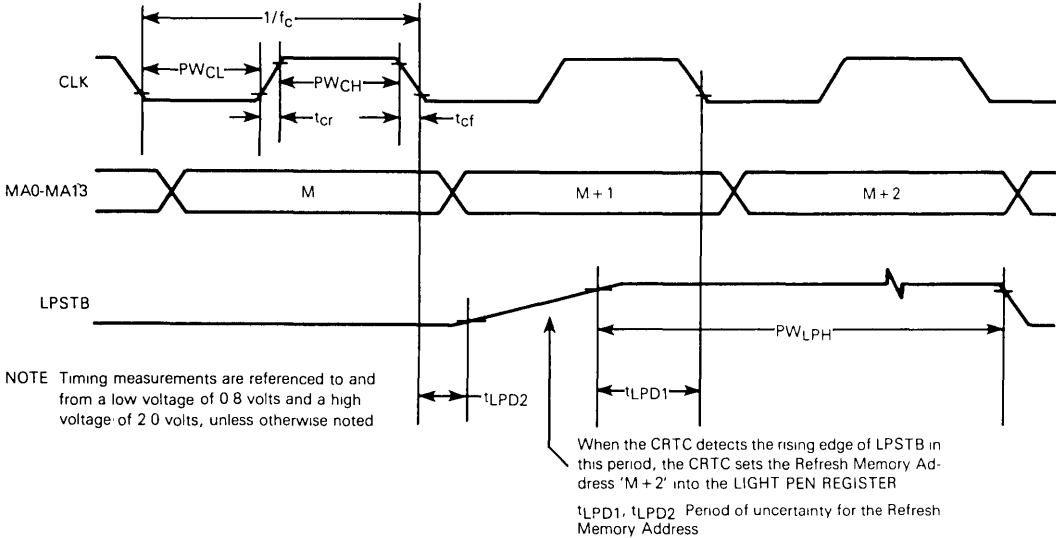 1/fc
CLK
PWCL
PWCH
tcr
tcf
MA0-MA13
M
M + 1
M + 2
LPSTB
PWLPH
tLPD2
tLPD1
NOTE Timing measurements are referenced to and
from a low voltage of 0 8 volts and a high
voltage of 2 0 volts, unless otherwise noted
When the CRTC detects the rising edge of LPSTB in
this period, the CRTC sets the Refresh Memory Ad-
dress 'M + 2' into the LIGHT PEN REGISTER
tLPD1, tLPD2 Period of uncertainty for the Refresh
Memory Address